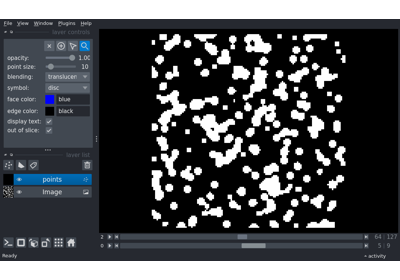 File View Window Plugins Help
layer controls
opacity: 1.00
point size: 10
blending: translucen
symbol: disc
face color: blue
edge color: black
display text:
out of slice:
layer list
points
Image
2 64 127
0 5 9
Ready activity